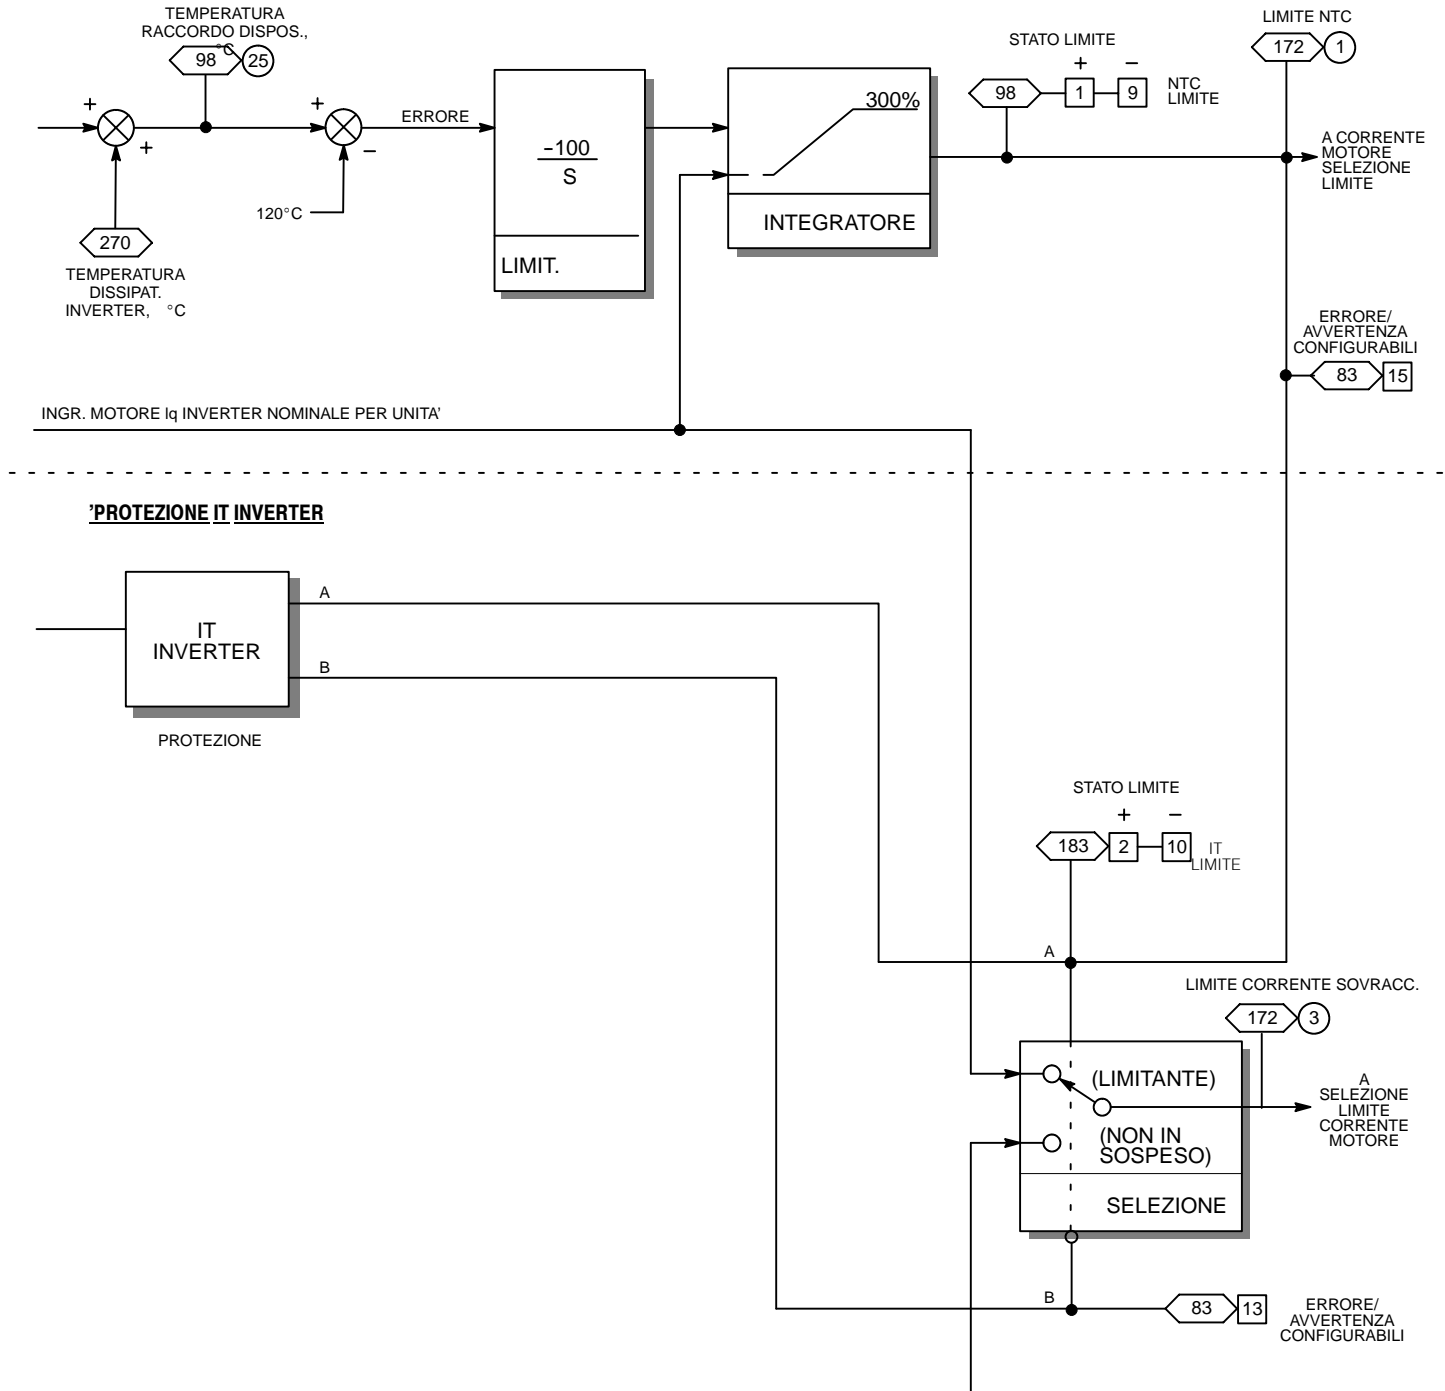 TEMPERATURA
RACCORDO DISPOS.,
°C
98
25
+
+
270
TEMPERATURA
DISSIPAT.
INVERTER, °C
+
−
120°C
ERRORE
-100
S
LIMIT.
300%
INTEGRATORE
STATO LIMITE
+ −
98
1
9
NTC
LIMITE
LIMITE NTC
172
1
A CORRENTE
MOTORE
SELEZIONE
LIMITE
ERRORE/
AVVERTENZA
CONFIGURABILI
83
15
INGR. MOTORE Iq INVERTER NOMINALE PER UNITA'
'PROTEZIONE IT INVERTER
IT
INVERTER
PROTEZIONE
A
B
STATO LIMITE
+ −
183
2
10
IT
LIMITE
A
LIMITE CORRENTE SOVRACC.
172
3
(LIMITANTE)
(NON IN
SOSPESO)
SELEZIONE
A
SELEZIONE
LIMITE
CORRENTE
MOTORE
B
83
13
ERRORE/
AVVERTENZA
CONFIGURABILI